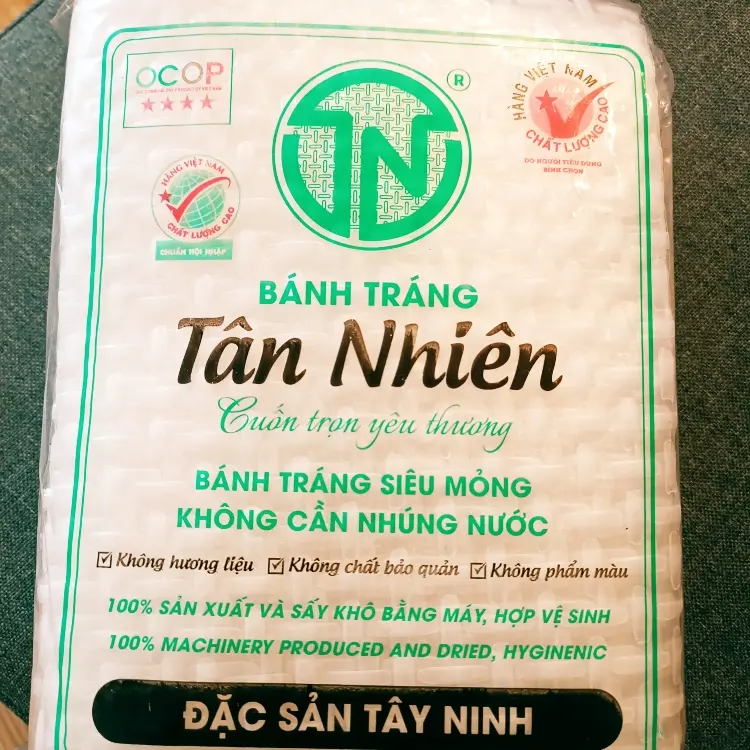 OCOP
HÀNG VIỆT NAM
CHẤT LƯỢNG CAO
DO NGƯỜI TIÊU DÙNG
BÌNH CHỌN
HÀNG VIỆT NAM
CHẤT LƯỢNG CAO
CHUẨN HỘI NHẬP
TN
®
BÁNH TRÁNG
Tân Nhiên
Cuốn trọn yêu thương
BÁNH TRÁNG SIÊU MỎNG
KHÔNG CẦN NHÚNG NƯỚC
Không hương liệu Không chất bảo quản Không phẩm màu
100% SẢN XUẤT VÀ SẤY KHÔ BẰNG MÁY, HỢP VỆ SINH
100% MACHINERY PRODUCED AND DRIED, HYGINENIC
ĐẶC SẢN TÂY NINH